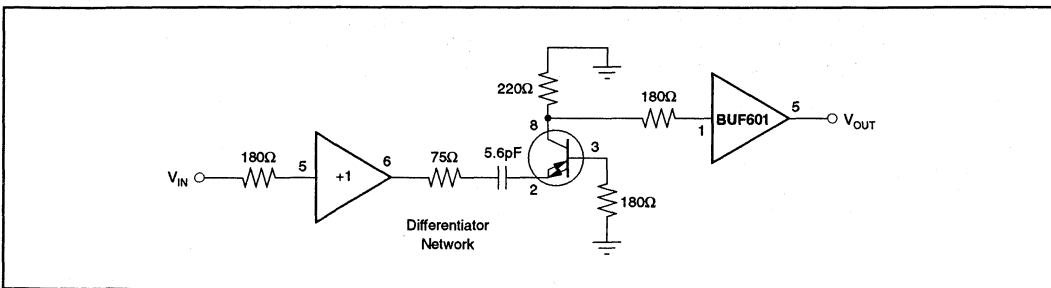 220Ω
180Ω
BUF601
5
1
V_OUT
8
3
5.6pF
75Ω
6
180Ω
5
+1
V_IN
2
180Ω
Differentiator
Network